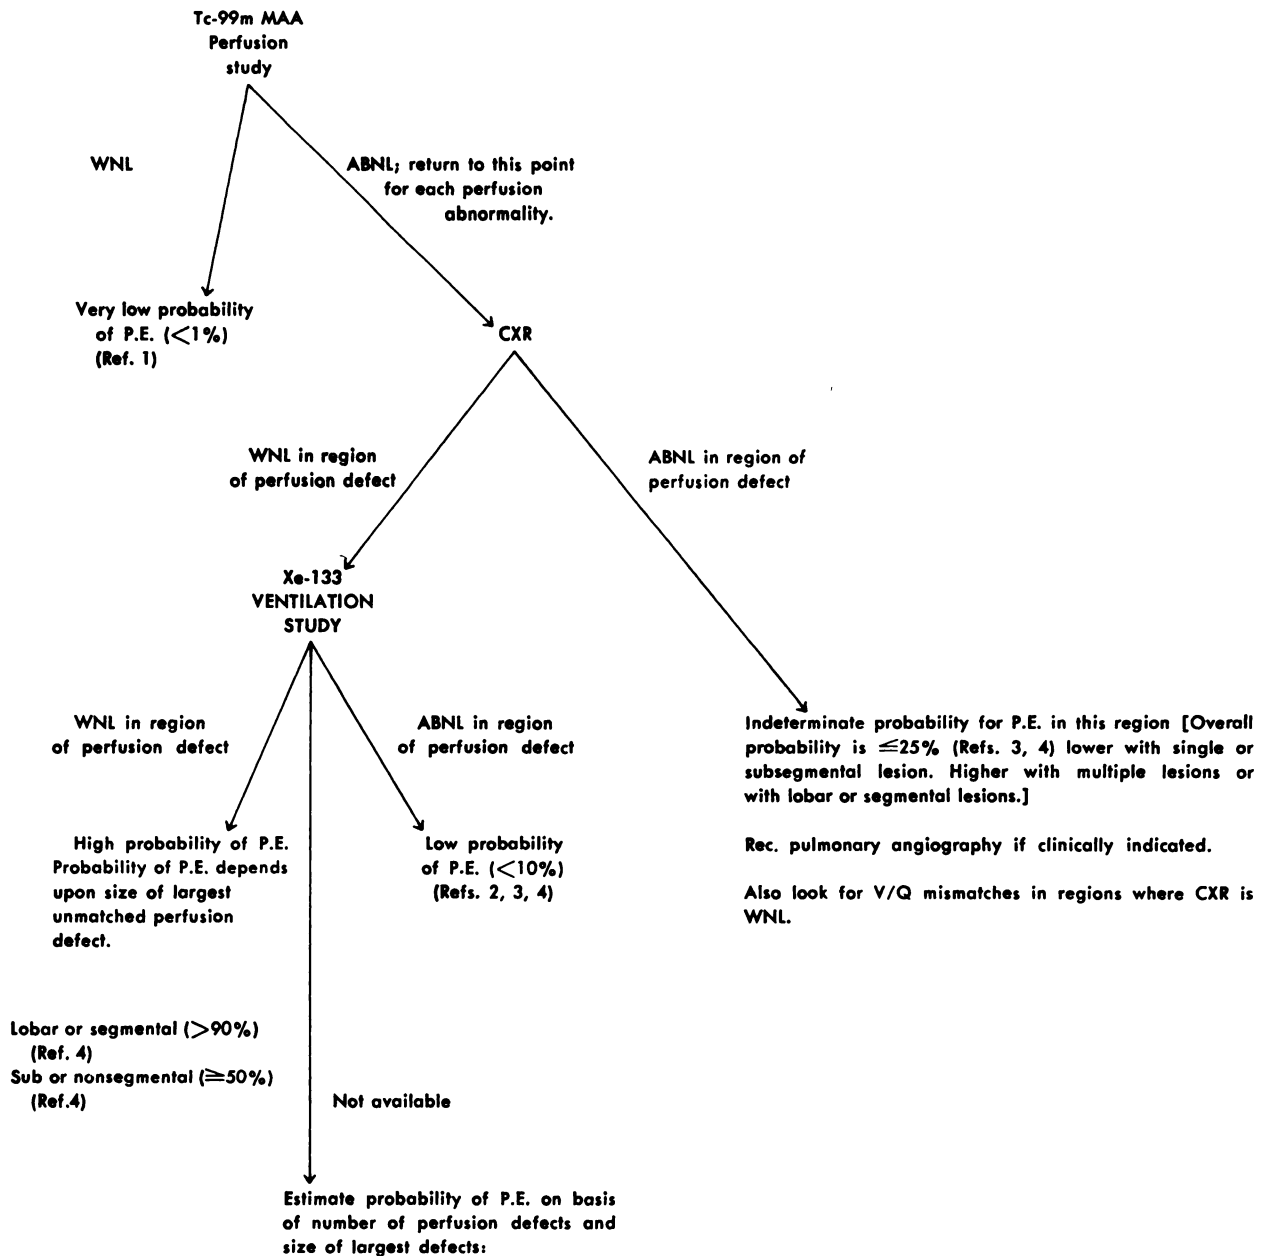 Tc-99m MAA
Perfusion
study
WNL
ABNL; return to this point
for each perfusion
abnormality.
Very low probability
of P.E. (<1%)
(Ref. 1)
CXR
WNL in region
of perfusion defect
ABNL in region of
perfusion defect
Xe-133
VENTILATION
STUDY
WNL in region
of perfusion defect
ABNL in region
of perfusion defect
Indeterminate probability for P.E. in this region [Overall
probability is ≦25% (Refs. 3, 4) lower with single or
subsegmental lesion. Higher with multiple lesions or
with lobar or segmental lesions.]
Rec. pulmonary angiography if clinically indicated.
Also look for V/Q mismatches in regions where CXR is
WNL.
High probability of P.E.
Probability of P.E. depends
upon size of largest
unmatched perfusion
defect.
Low probability
of P.E. (<10%)
(Refs. 2, 3, 4)
Lobar or segmental (>90%)
(Ref. 4)
Sub or nonsegmental (≧50%)
(Ref.4)
Not available
Estimate probability of P.E. on basis
of number of perfusion defects and
size of largest defects: